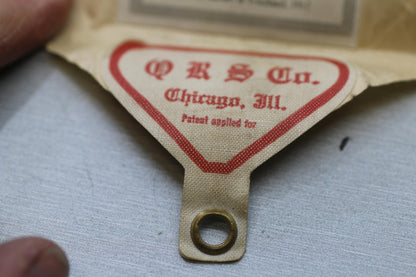 Q R S Co.
Chicago, Ill.
Patent applied for